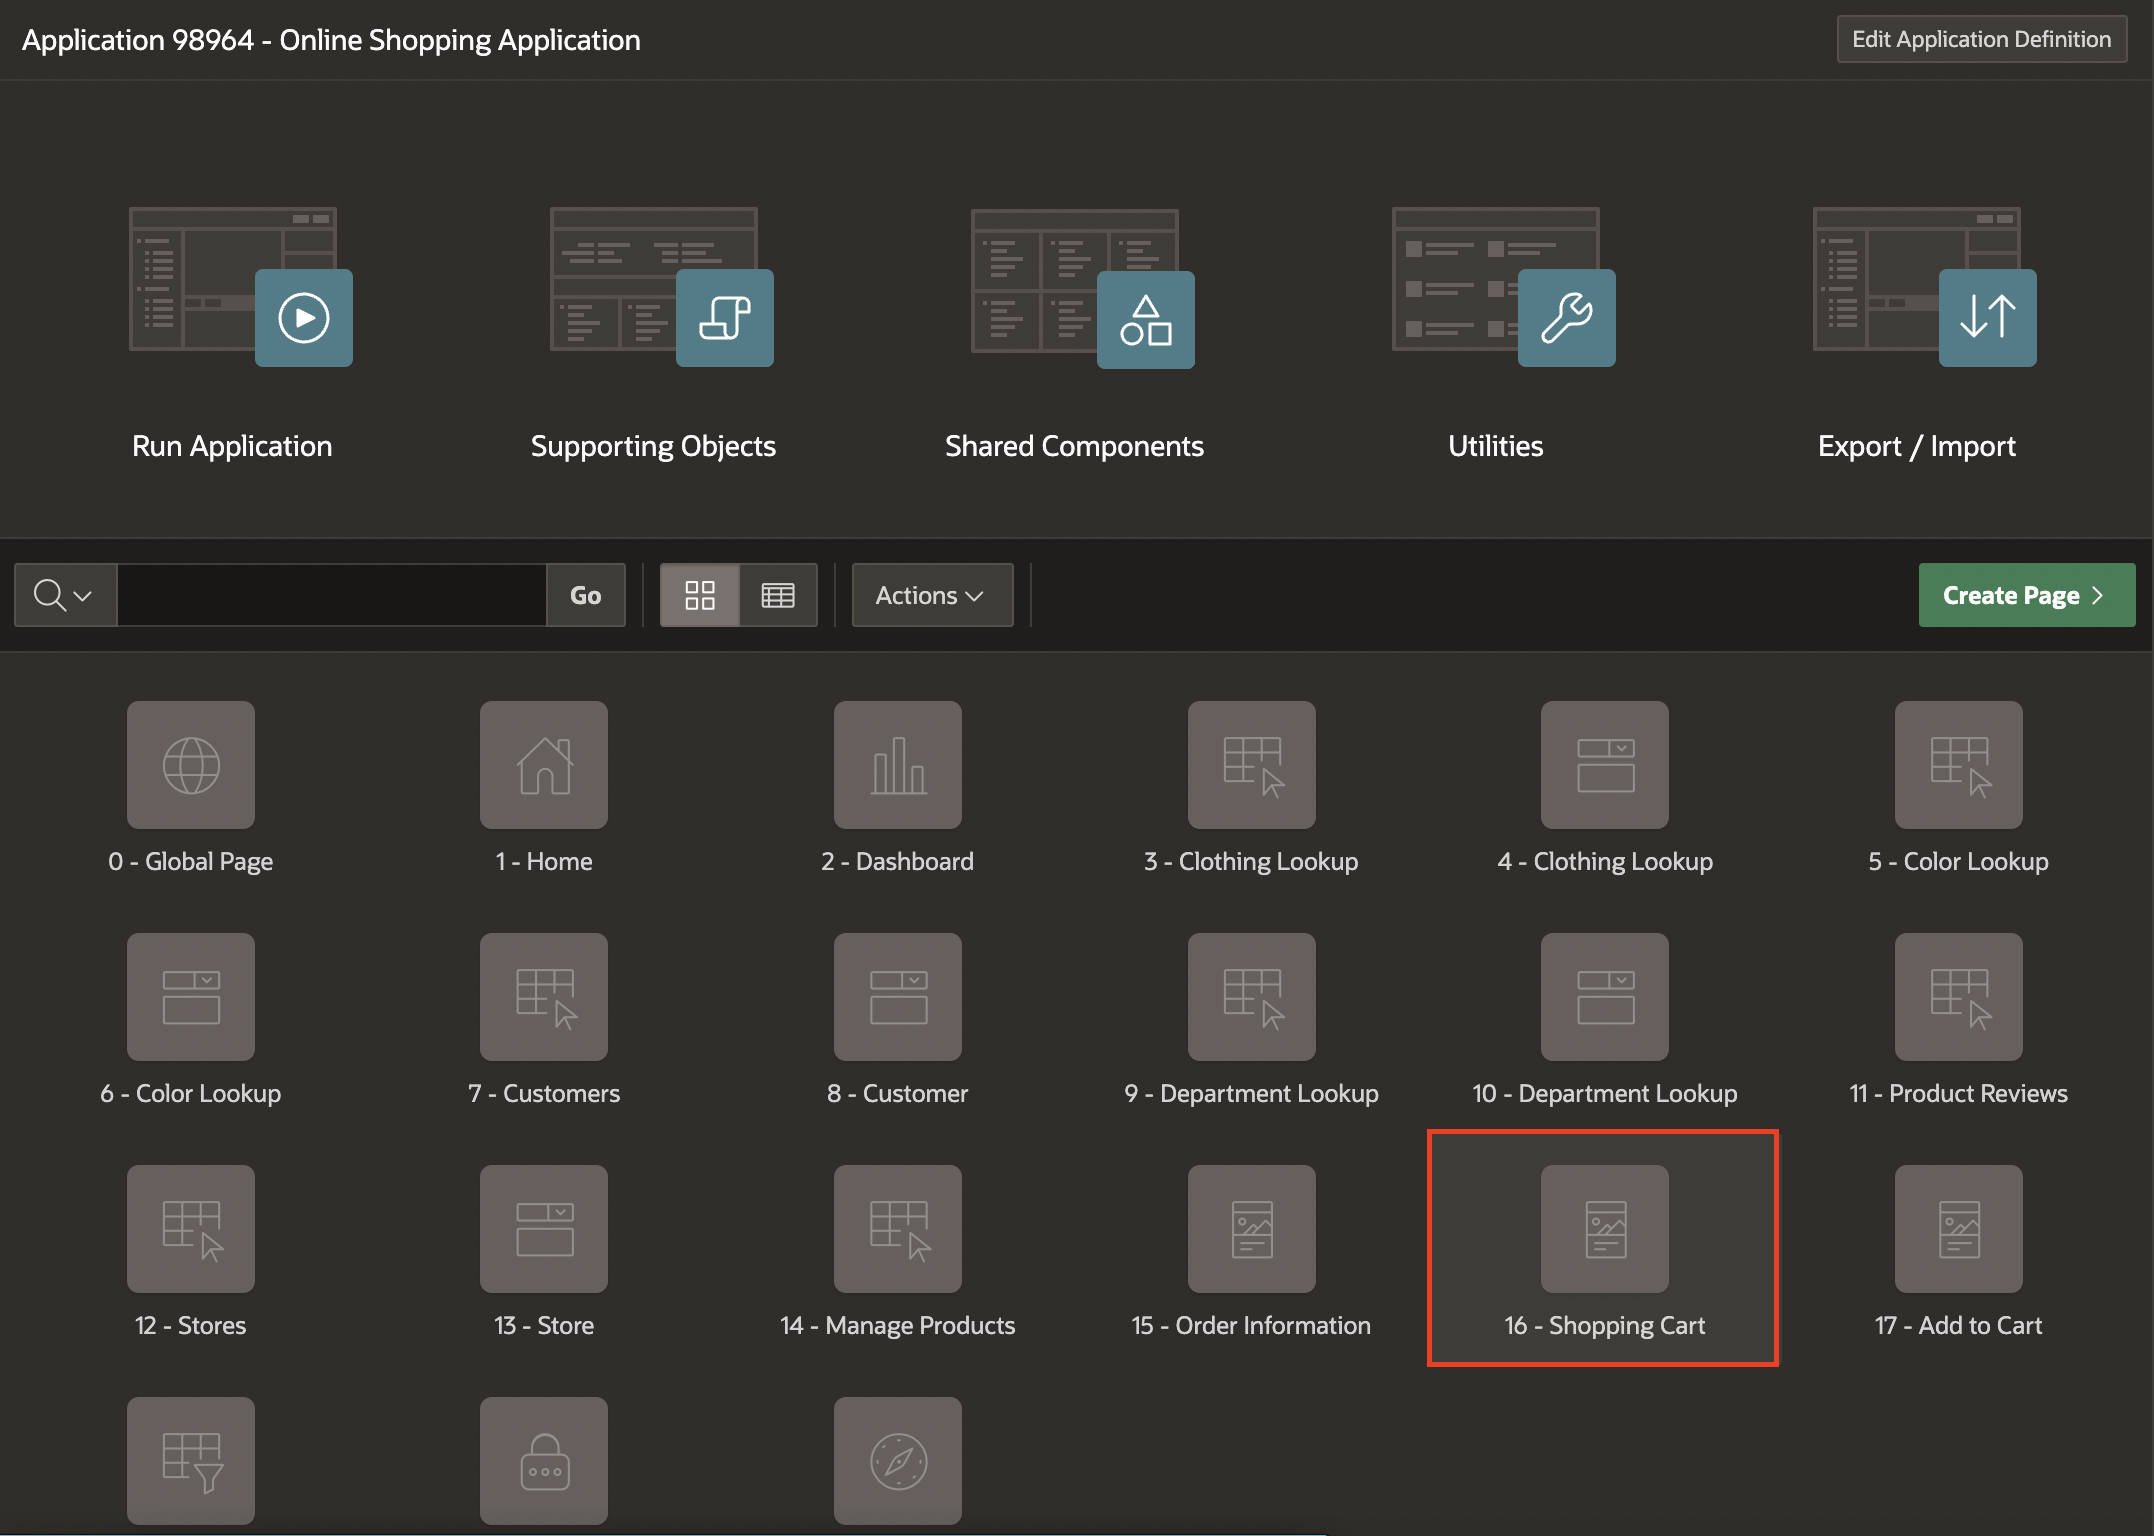 Application 98964 - Online Shopping Application
Edit Application Definition
Run Application
Supporting Objects
Shared Components
Utilities
Export / Import
Go
Actions
Create Page
0 - Global Page
1 - Home
2 - Dashboard
3 - Clothing Lookup
4 - Clothing Lookup
5 - Color Lookup
6 - Color Lookup
7 - Customers
8 - Customer
9 - Department Lookup
10 - Department Lookup
11 - Product Reviews
12 - Stores
13 - Store
14 - Manage Products
15 - Order Information
16 - Shopping Cart
17 - Add to Cart